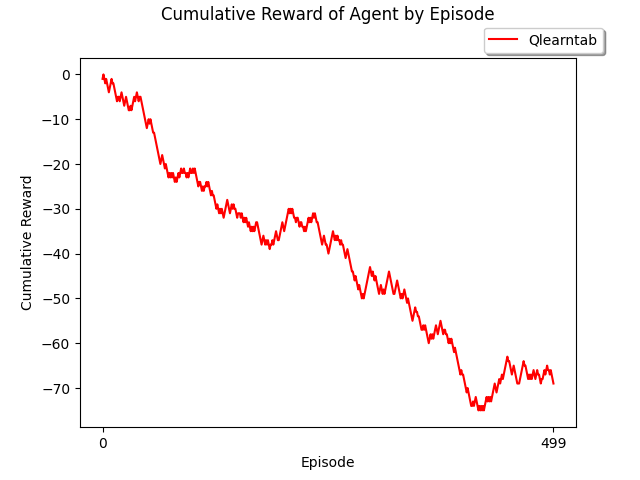 Cumulative Reward of Agent by Episode
Qlearntab
0
−10
−20
−30
−40
−50
−60
−70
Cumulative Reward
0
499
Episode